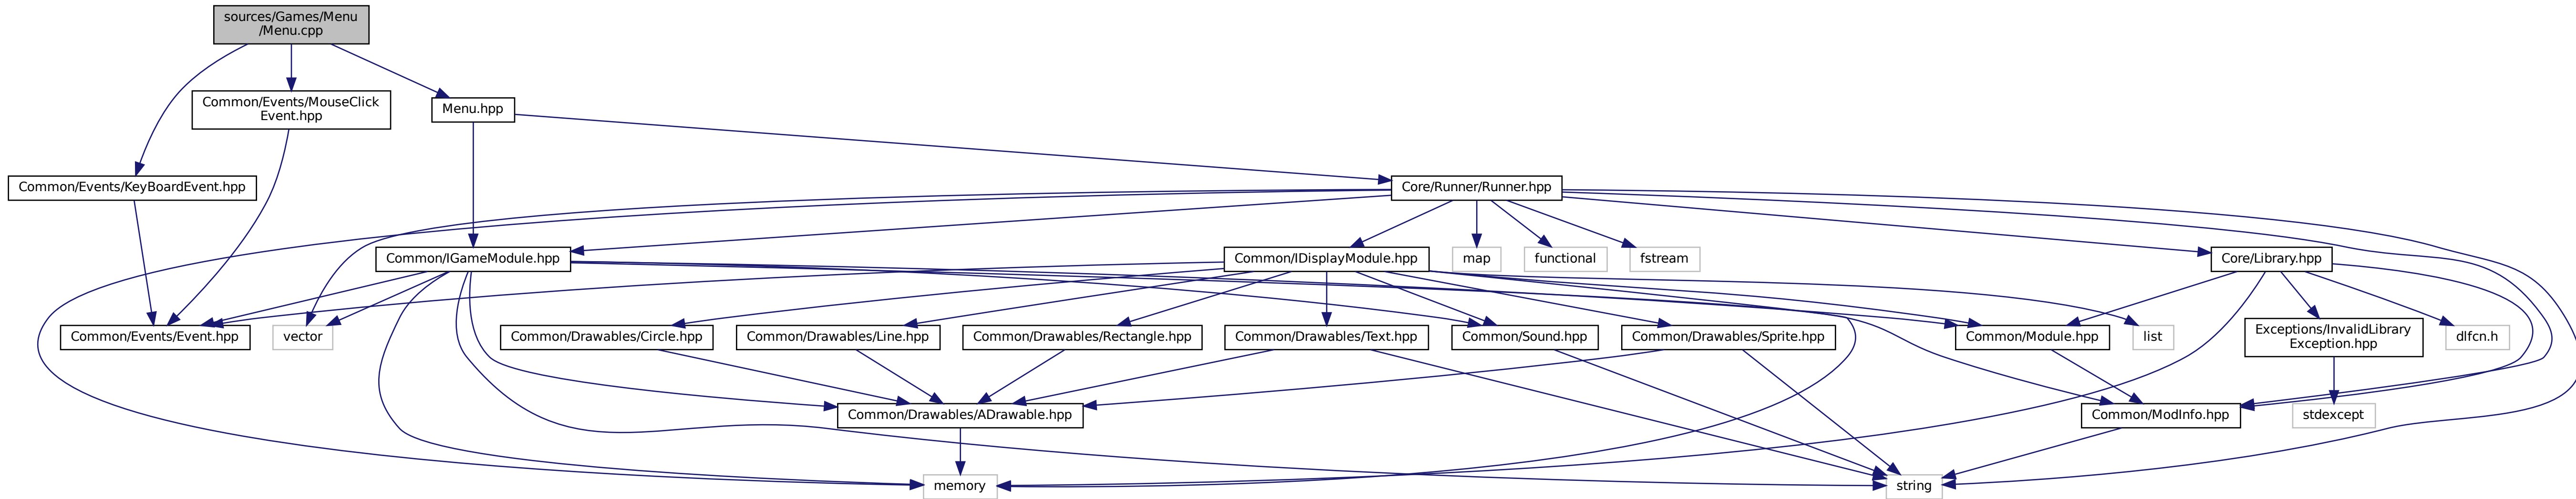 sources/Games/Menu
/Menu.cpp
Common/Events/MouseClick
Event.hpp
Menu.hpp
Common/Events/KeyBoardEvent.hpp
Core/Runner/Runner.hpp
Common/IGameModule.hpp
Common/IDisplayModule.hpp
map
functional
fstream
Core/Library.hpp
Common/Events/Event.hpp
vector
Common/Drawables/Circle.hpp
Common/Drawables/Line.hpp
Common/Drawables/Rectangle.hpp
Common/Drawables/Text.hpp
Common/Sound.hpp
Common/Drawables/Sprite.hpp
Common/Module.hpp
list
Exceptions/InvalidLibrary
Exception.hpp
dlfcn.h
Common/Drawables/ADrawable.hpp
Common/ModInfo.hpp
stdexcept
memory
string